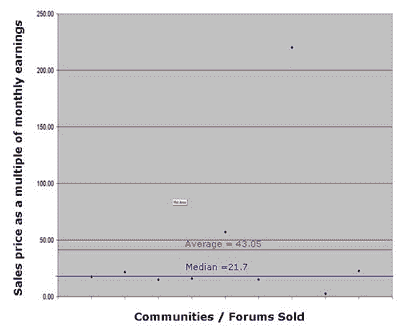 Sales price as a multiple of monthly earnings
250.00
200.00
150.00
100.00
50.00
Average = 43.05
Median =21.7
0.00
Communities / Forums Sold